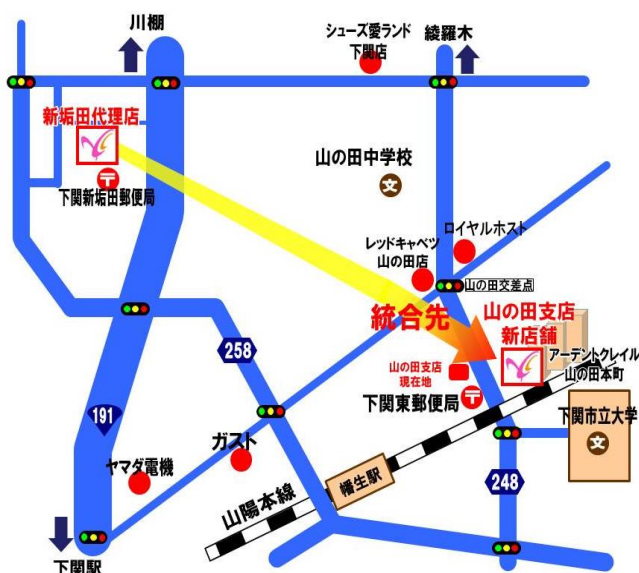 川棚
シューズ愛ランド
下関店
綾羅木
新垢田代理店
下関新垢田郵便局
山の田中学校
文
ロイヤルホスト
レッドキャベツ
山の田店
山の田交差点
統合先
山の田支店
新店舗
アーデントクレイル
山の田本町
山の田支店
現在地
下関東郵便局
下関市立大学
文
258
191
ガスト
ヤマダ電機
幡生駅
山陽本線
248
下関駅